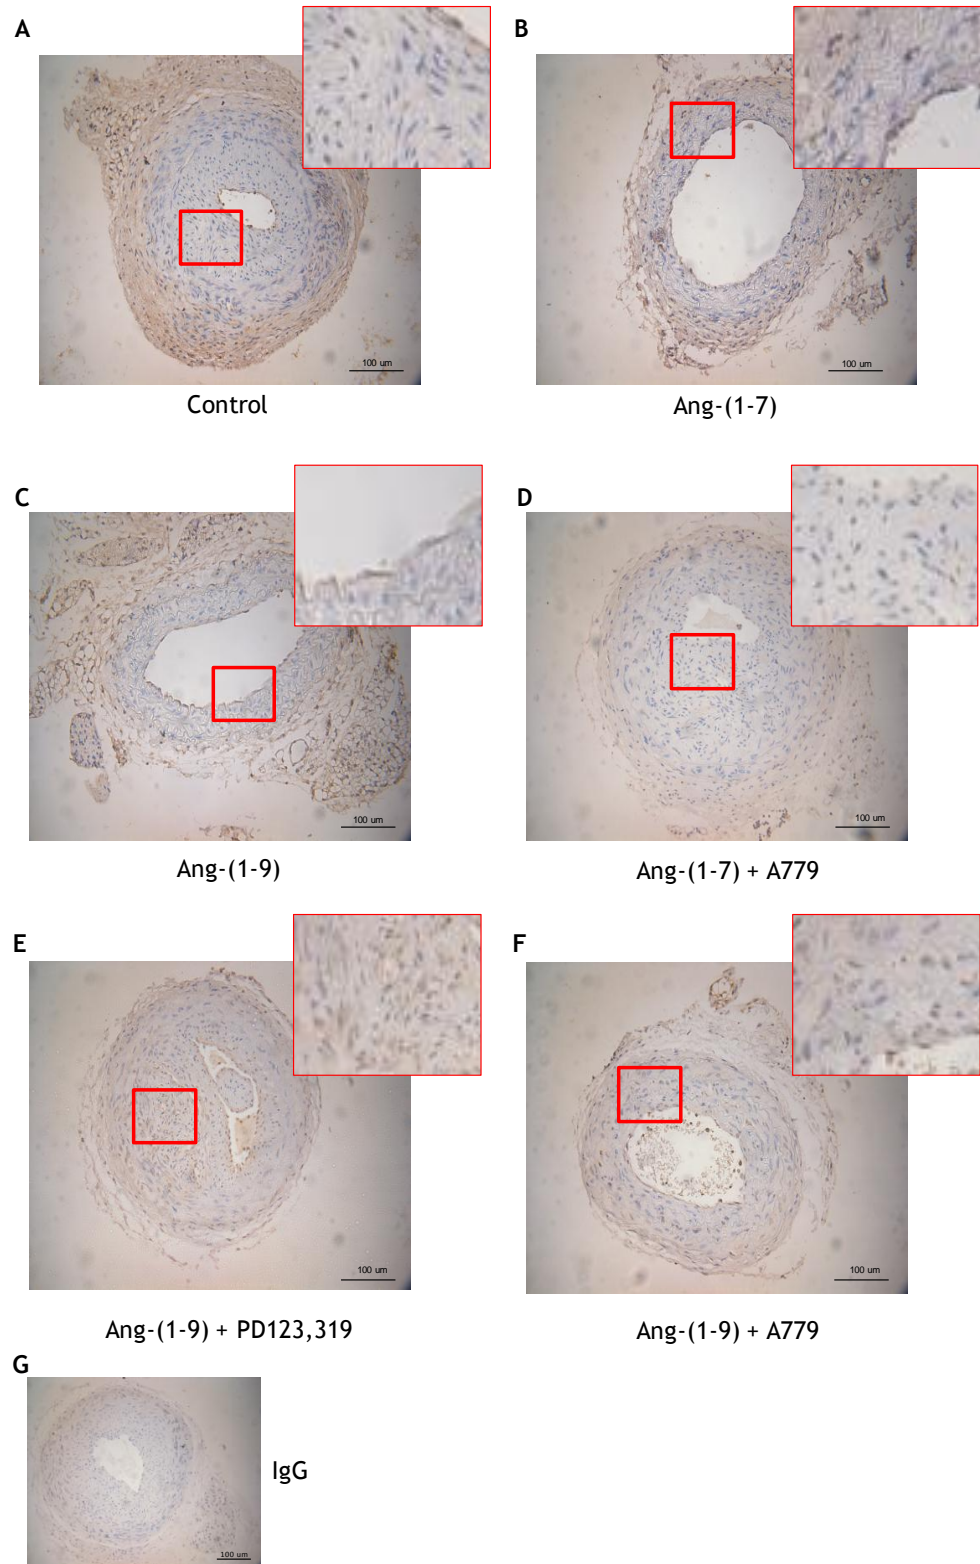 A
B
100 um
100 um
Control
Ang-(1-7)
C
D
100 um
100 um
Ang-(1-9)
Ang-(1-7) + A779
E
F
100 um
100 um
Ang-(1-9) + PD123,319
Ang-(1-9) + A779
G
IgG
100 um